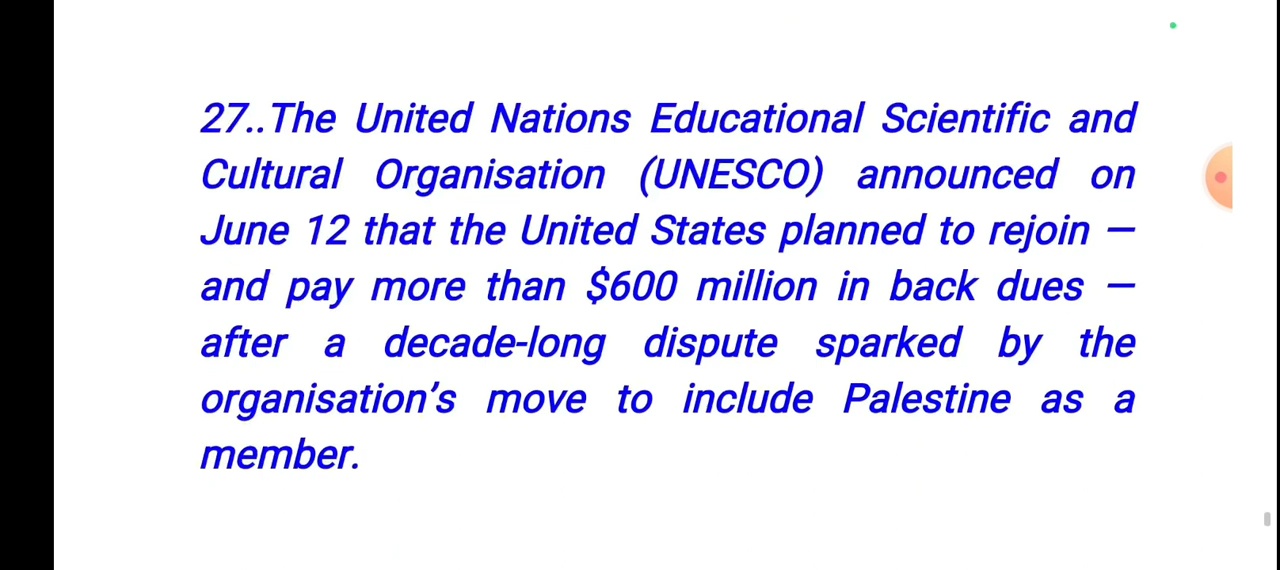 27..The United Nations Educational Scientific and
Cultural Organisation (UNESCO) announced on
June 12 that the United States planned to rejoin —
and pay more than $600 million in back dues —
after a decade-long dispute sparked by the
organisation’s move to include Palestine as a
member.